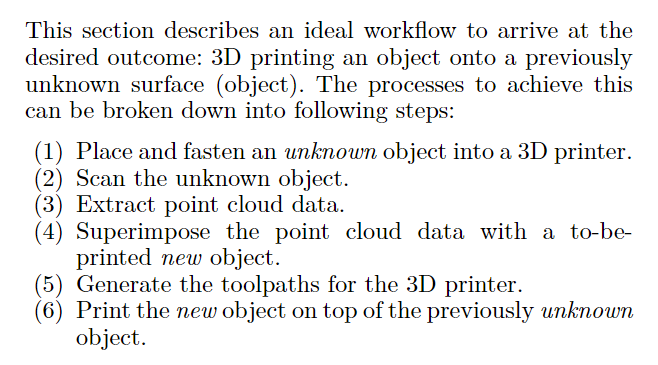 This section describes an ideal workflow to arrive at the
desired outcome: 3D printing an object onto a previously
unknown surface (object). The processes to achieve this
can be broken down into following steps:
(1) Place and fasten an unknown object into a 3D printer.
(2) Scan the unknown object.
(3) Extract point cloud data.
(4) Superimpose the point cloud data with a to-be-
printed new object.
(5) Generate the toolpaths for the 3D printer.
(6) Print the new object on top of the previously unknown
object.